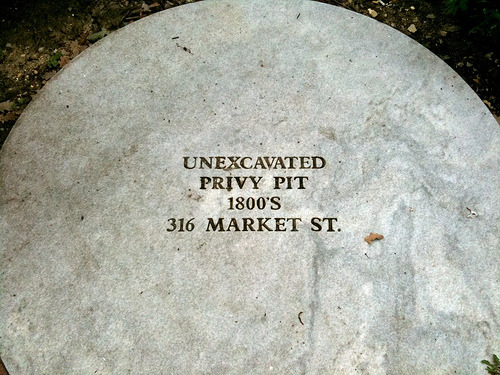 UNEXCAVATED
PRIVY PIT
1800'S
316 MARKET ST.